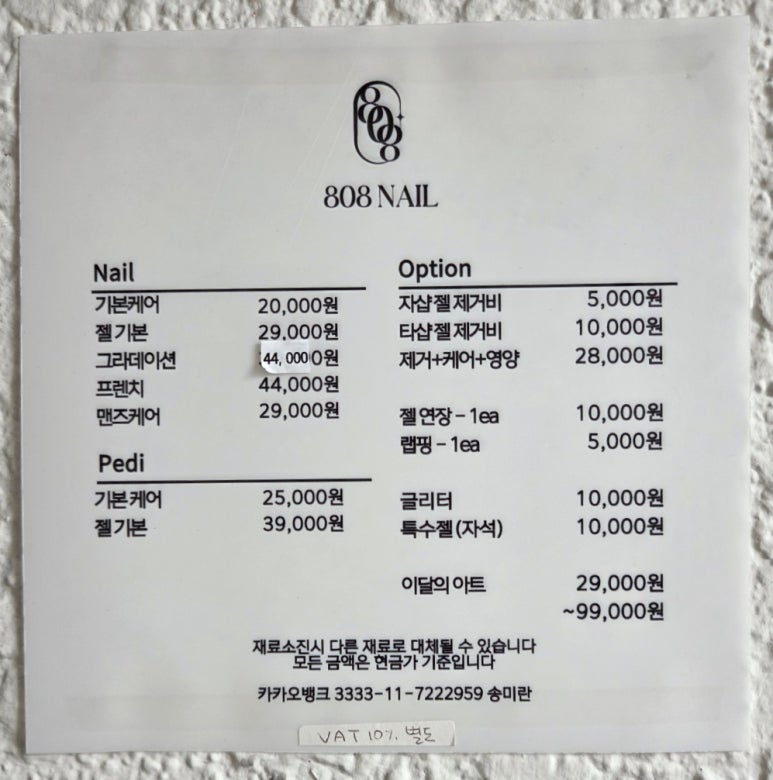 808
808 NAIL
Nail
기본케어 20,000원
젤 기본 29,000원
그라데이션 44,000원
프렌치 44,000원
맨즈케어 29,000원
Pedi
기본 케어 25,000원
젤 기본 39,000원
Option
자샵 젤 제거비 5,000원
타샵 젤 제거비 10,000원
제거+케어+영양 28,000원
젤 연장 - 1ea 10,000원
랩핑 - 1ea 5,000원
글리터 10,000원
특수젤 (자석) 10,000원
이달의 아트 29,000원
~99,000원
재료소진시 다른 재료로 대체될 수 있습니다
모든 금액은 현금가 기준입니다
카카오뱅크 3333-11-7222959 송미란
VAT 10% 별도